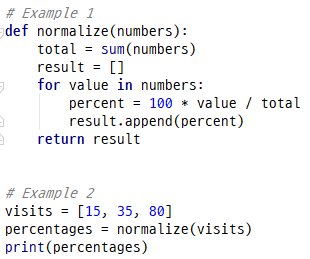 # Example 1
def normalize(numbers):
    total = sum(numbers)
    result = []
    for value in numbers:
        percent = 100 * value / total
        result.append(percent)
    return result
# Example 2
visits = [15, 35, 80]
percentages = normalize(visits)
print(percentages)